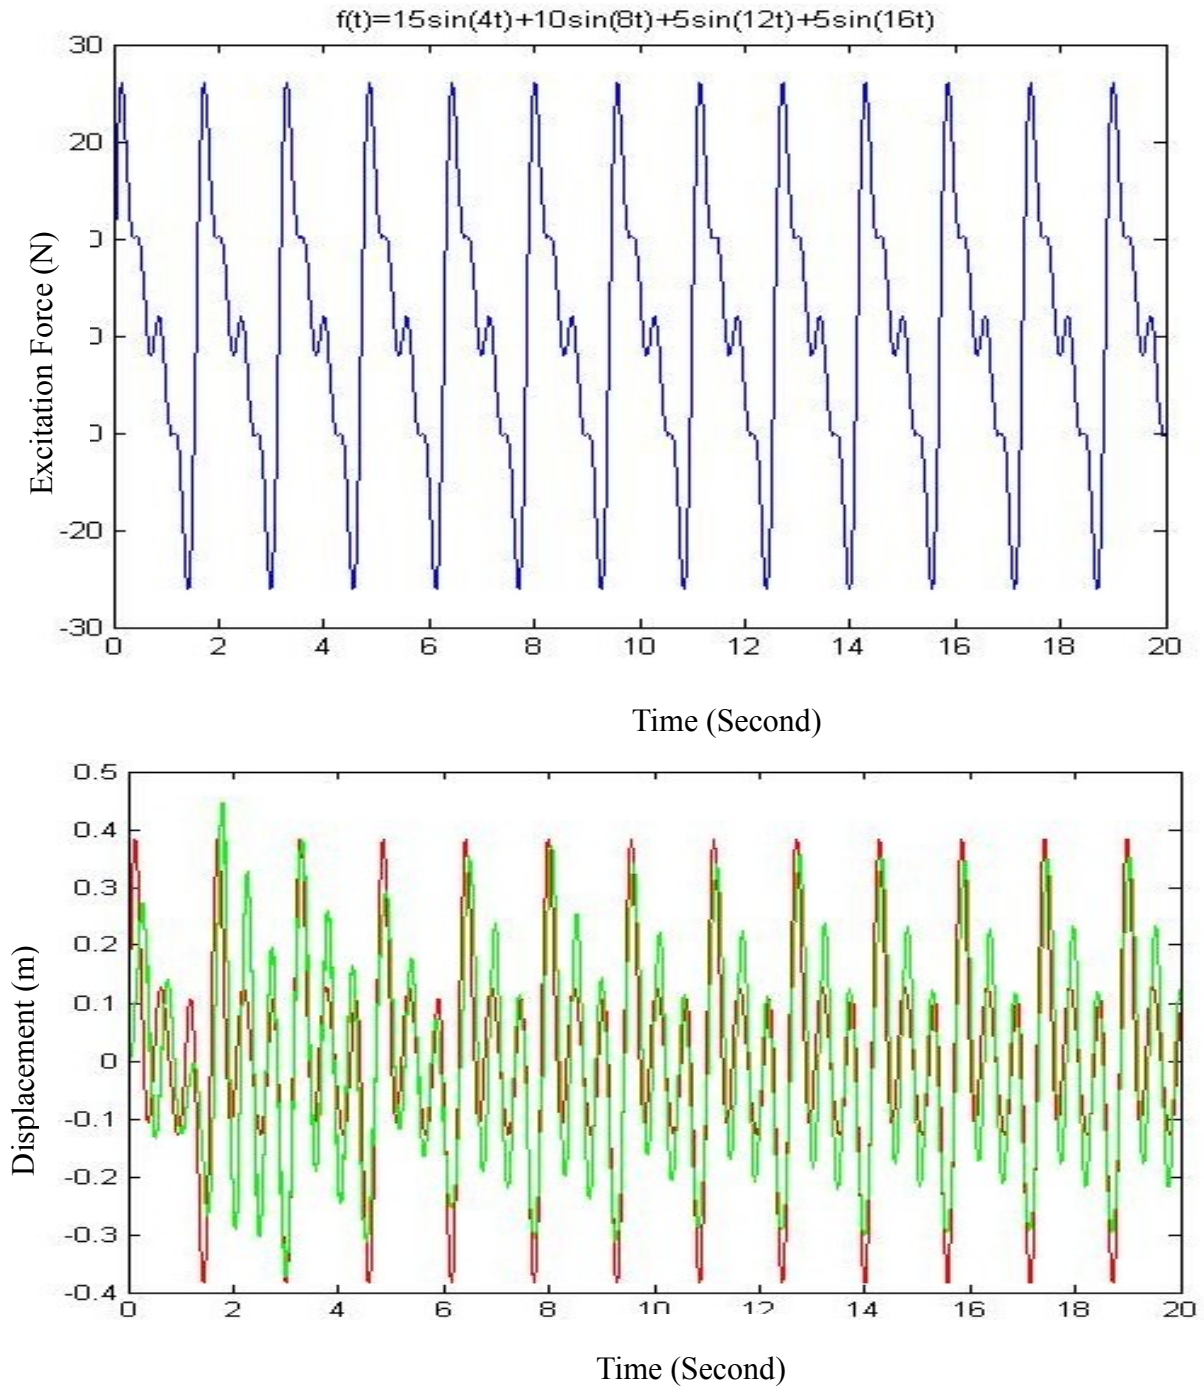 f(t)=15sin(4t)+10sin(8t)+5sin(12t)+5sin(16t)
30
20
-20
-30
Excitation Force (N)
0 2 4 6 8 10 12 14 16 18 20
Time (Second)
0.5
0.4
0.3
0.2
0.1
0
-0.1
-0.2
-0.3
-0.4
Displacement (m)
0 2 4 6 8 10 12 14 16 18 20
Time (Second)